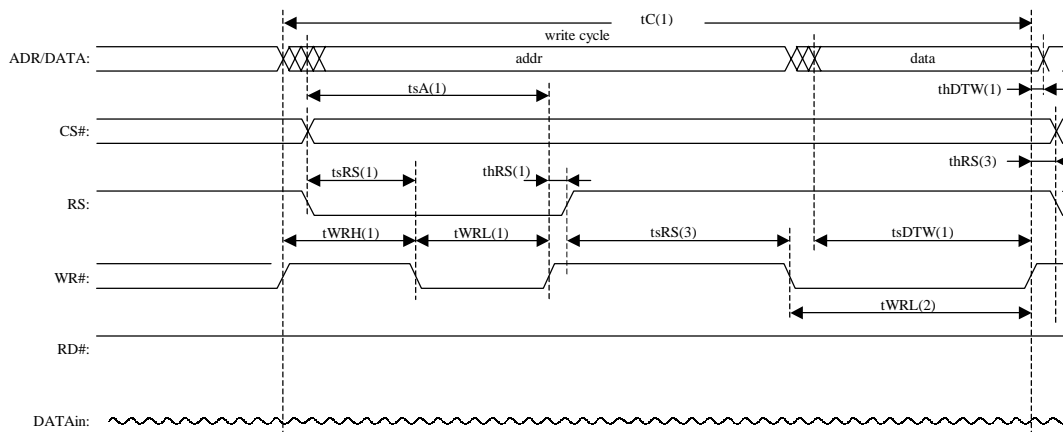 tC(1)
write cycle
ADR/DATA: addr data
tsA(1) thDTW(1)
CS#:
tsRS(1) thRS(1) thRS(3)
RS:
tWRH(1) tWRL(1) tsRS(3) tsDTW(1)
WR#:
tWRL(2)
RD#:
DATAin: